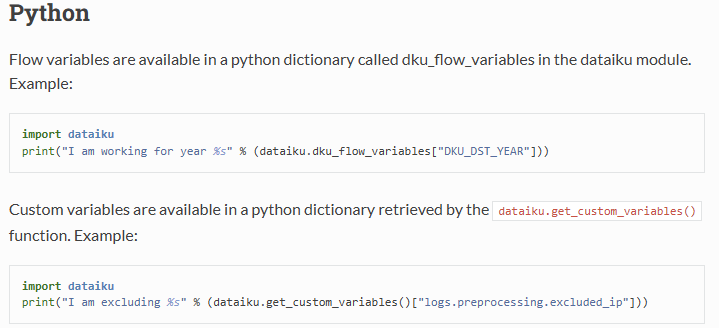 Python
Flow variables are available in a python dictionary called dku_flow_variables in the dataiku module.
Example:
import dataiku
print("I am working for year %s" % (dataiku.dku_flow_variables["DKU_DST_YEAR"]))
Custom variables are available in a python dictionary retrieved by the dataiku.get_custom_variables()
function. Example:
import dataiku
print("I am excluding %s" % (dataiku.get_custom_variables()["logs.preprocessing.excluded_ip"]))